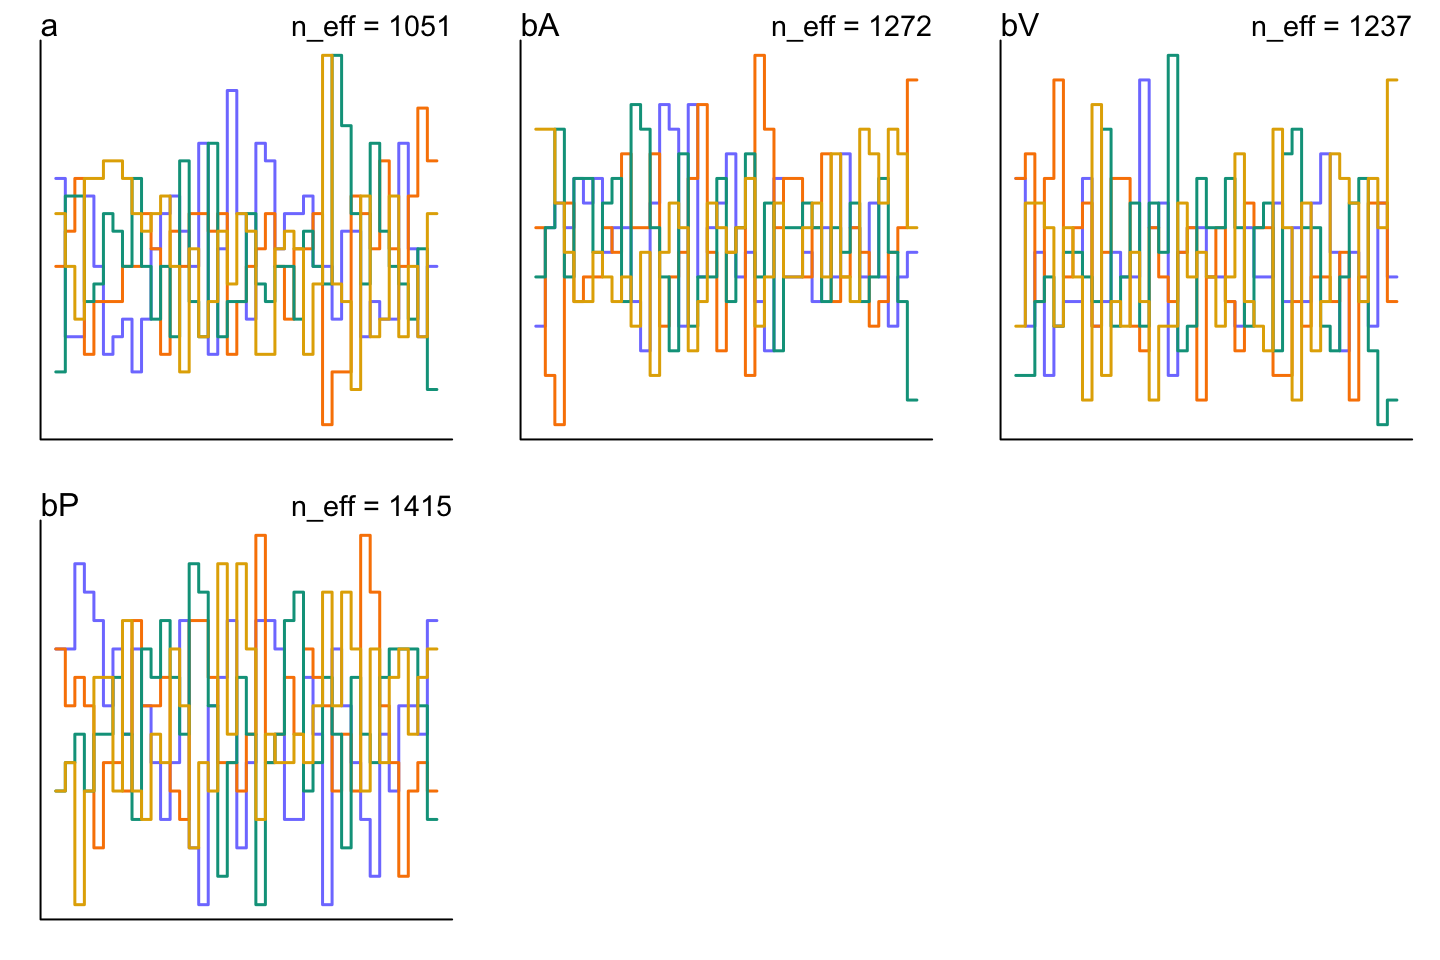 a n_eff = 1051
bA n_eff = 1272
bV n_eff = 1237
bP n_eff = 1415